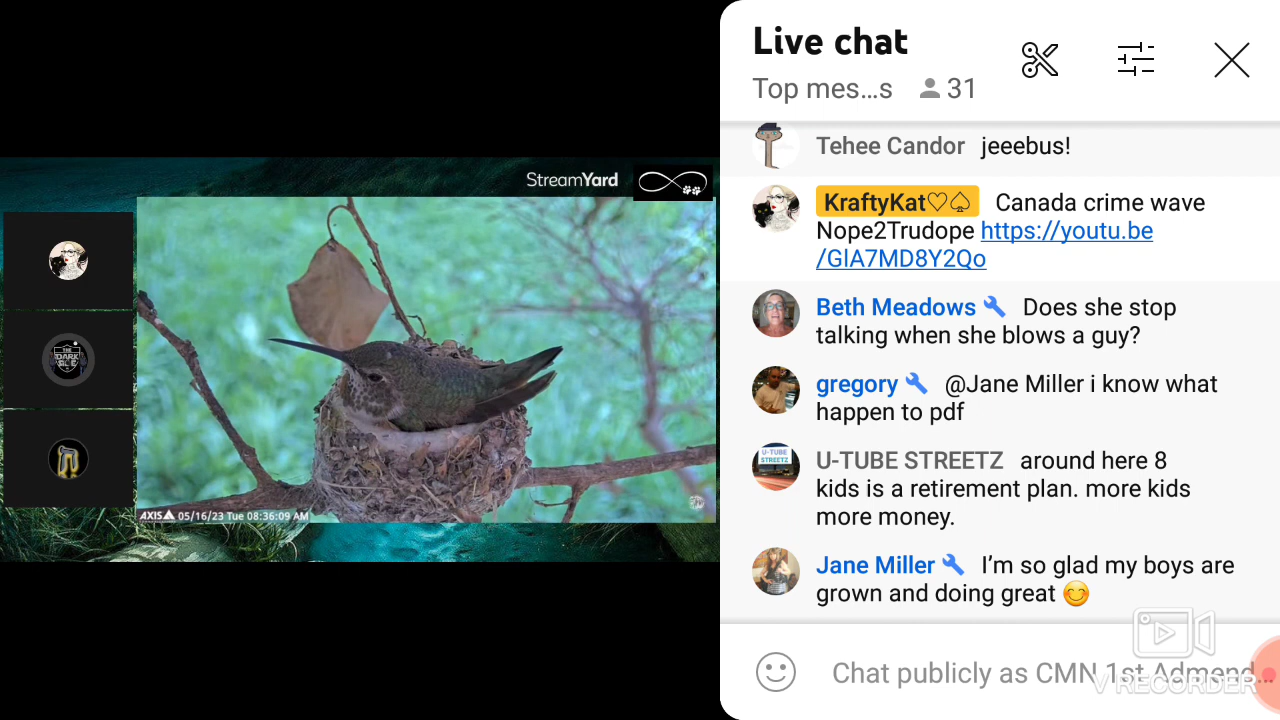 StreamYard
AXIS 05/16/23 Tue 08:36:09 AM
Live chat
Top mes...s 31
Tehee Candor jeeebus!
KraftyKat♡♤ Canada crime wave
Nope2Trudope https://youtu.be
/GlA7MD8Y2Qo
Beth Meadows Does she stop
talking when she blows a guy?
gregory @Jane Miller i know what
happen to pdf
U-TUBE STREETZ around here 8
kids is a retirement plan. more kids
more money.
U-TUBE
STREETZ
Jane Miller I’m so glad my boys are
grown and doing great 😊
Chat publicly as CMN 1st Admend...
V RECORDER